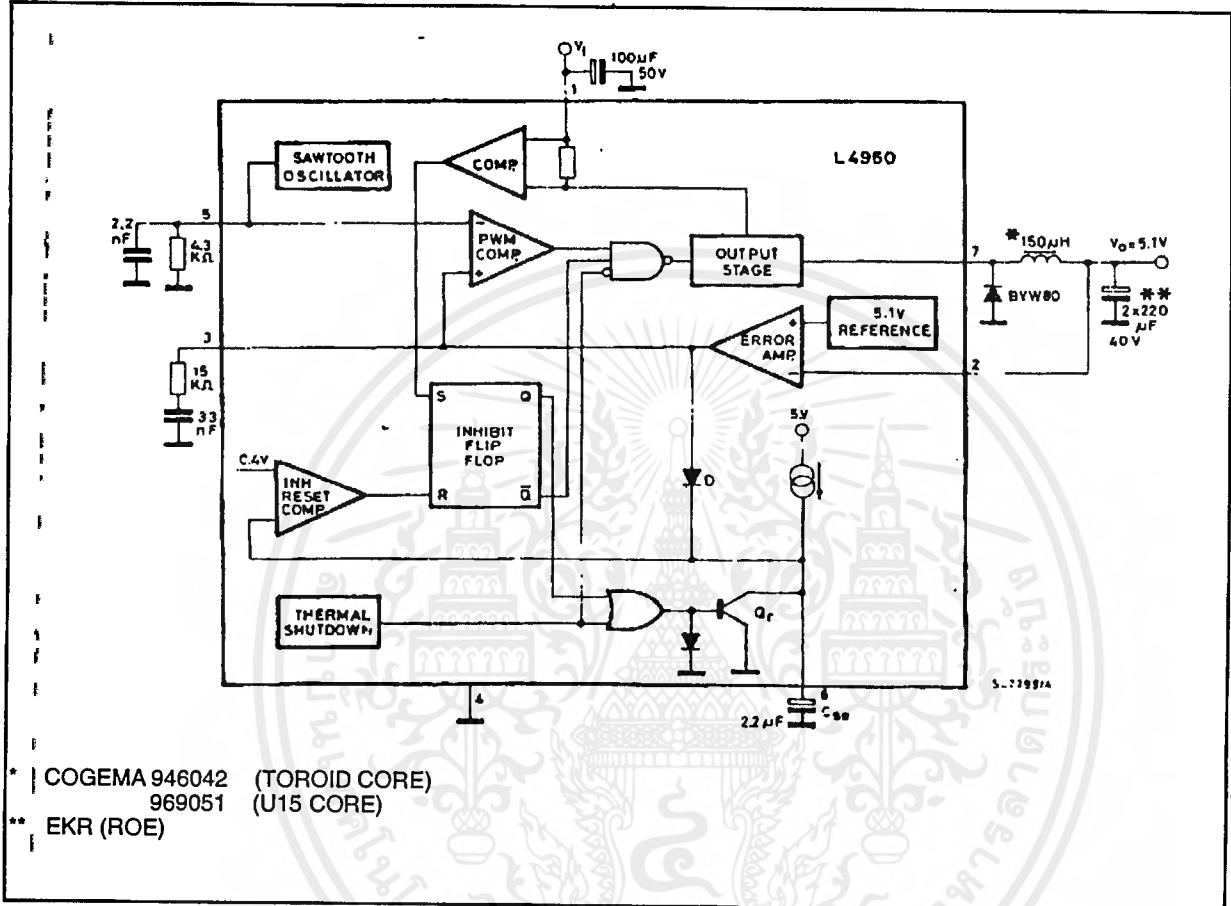 V₁
100µF
50V
1
L4960
SAWTOOTH
OSCILLATOR
COMP.
5
2.2
nF
4.3
KΩ
-
PWM
COMP.
+
OUTPUT
STAGE
7
*150µH
Vo=5.1V
BYW80
**
2x220
µF
40V
5.1V
REFERENCE
+
ERROR
AMP.
-
2
3
15
KΩ
33
nF
S Q
INHIBIT
FLIP
FLOP
R Q̅
0.4V
INH
RESET
COMP.
D
5V
THERMAL
SHUTDOWN
Qr
4
2.2µF
* COGEMA 946042 (TOROID CORE)
969051 (U15 CORE)
** EKR (ROE)